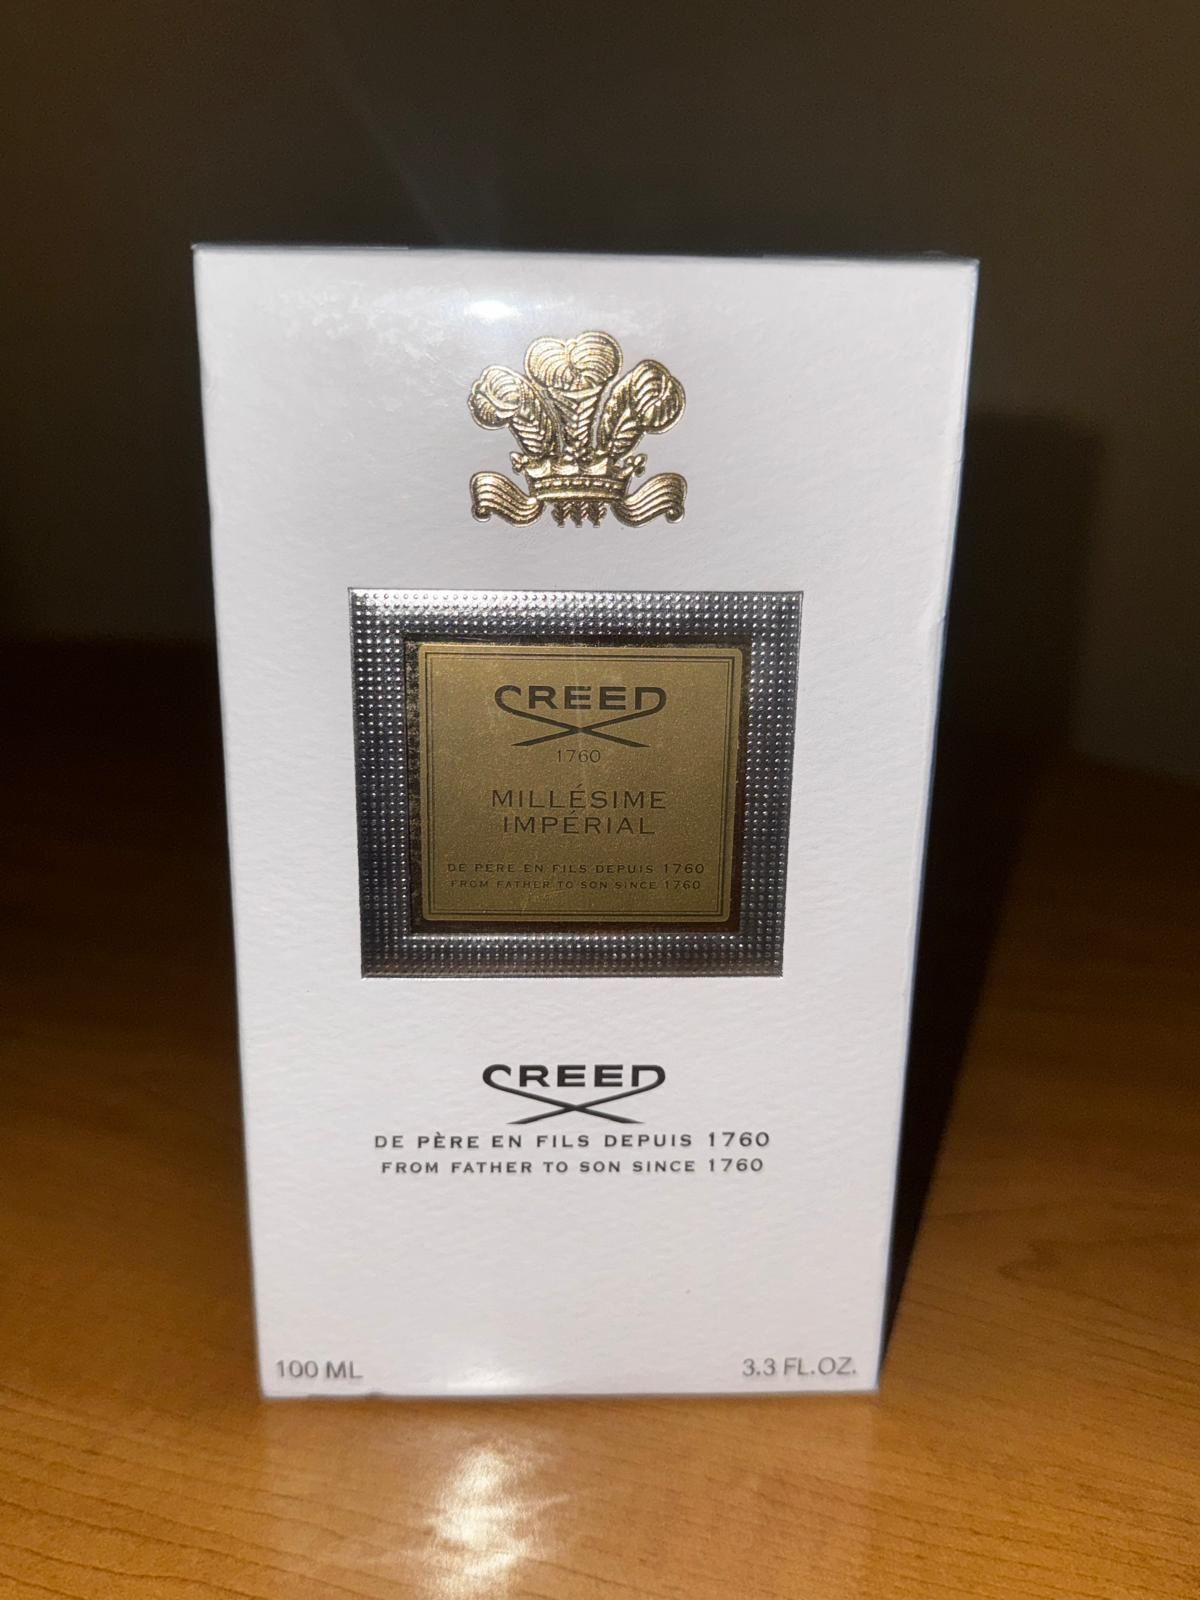 CREED
1760
MILLÉSIME
IMPÉRIAL
DE PÈRE EN FILS DEPUIS 1760
FROM FATHER TO SON SINCE 1760
CREED
DE PÈRE EN FILS DEPUIS 1760
FROM FATHER TO SON SINCE 1760
100 ML 3.3 FL.OZ.